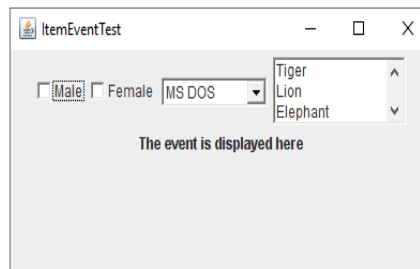 ItemEventTest
Male Female MS DOS
Tiger
Lion
Elephant
The event is displayed here